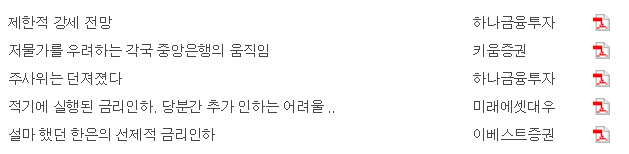 제한적 강세 전망 하나금융투자
저물가를 우려하는 각국 중앙은행의 움직임 키움증권
주사위는 던져졌다 하나금융투자
적기에 실행된 금리인하. 당분간 추가 인하는 어려울 .. 미래에셋대우
설마 했던 한은의 선제적 금리인하 이베스트증권